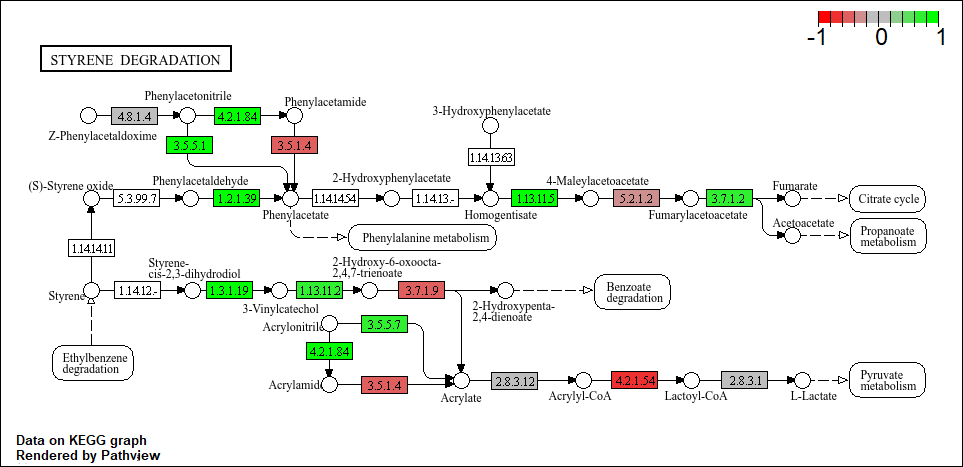 -1 0 1
STYRENE DEGRADATION
Phenylacetonitrile
Phenylacetamide
4.8.1.4
4.2.1.84
Z-Phenylacetaldoxime
3.5.5.1
3.5.1.4
3-Hydroxyphenylacetate
1.14.13.63
(S)-Styrene oxide
5.3.99.7
Phenylacetaldehyde
1.2.1.39
Phenylacetate
1.14.14.54
2-Hydroxyphenylacetate
1.14.13.-
Homogentisate
1.13.11.5
4-Maleylacetoacetate
5.2.1.2
Fumarylacetoacetate
3.7.1.2
Fumarate
Citrate cycle
Acetoacetate
Propanoate
metabolism
Phenylalanine metabolism
1.14.14.11
Styrene
1.14.12.-
Styrene-
cis-2,3-dihydrodiol
1.3.1.19
3-Vinylcatechol
1.13.11.2
2-Hydroxy-6-oxoocta-
2,4,7-trienoate
3.7.1.9
2-Hydroxypenta-
2,4-dienoate
Benzoate
degradation
Acrylonitrile
3.5.5.7
4.2.1.84
Ethylbenzene
degradation
Acrylamid
3.5.1.4
Acrylate
2.8.3.12
Acrylyl-CoA
4.2.1.54
Lactoyl-CoA
2.8.3.1
L-Lactate
Pyruvate
metabolism
Data on KEGG graph
Rendered by Pathview